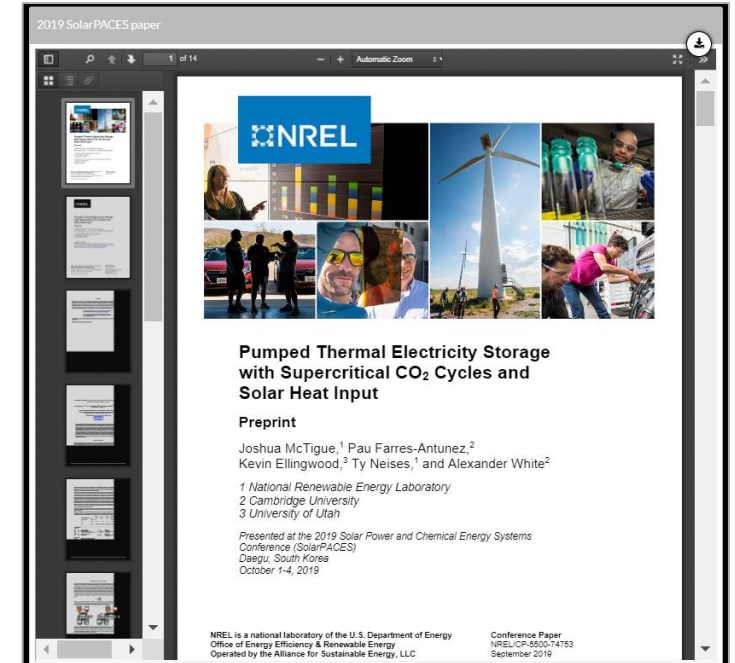 2019 SolarPACES paper
1 of 14
Automatic Zoom
NREL
Pumped Thermal Electricity Storage
with Supercritical CO₂ Cycles and
Solar Heat Input
Preprint
Joshua McTigue,¹ Pau Farres-Antunez,²
Kevin Ellingwood,³ Ty Neises,¹ and Alexander White²
1 National Renewable Energy Laboratory
2 Cambridge University
3 University of Utah
Presented at the 2019 Solar Power and Chemical Energy Systems
Conference (SolarPACES)
Daegu, South Korea
October 1-4, 2019
NREL is a national laboratory of the U.S. Department of Energy
Office of Energy Efficiency & Renewable Energy
Operated by the Alliance for Sustainable Energy, LLC
Conference Paper
NREL/CP-5500-74753
September 2019